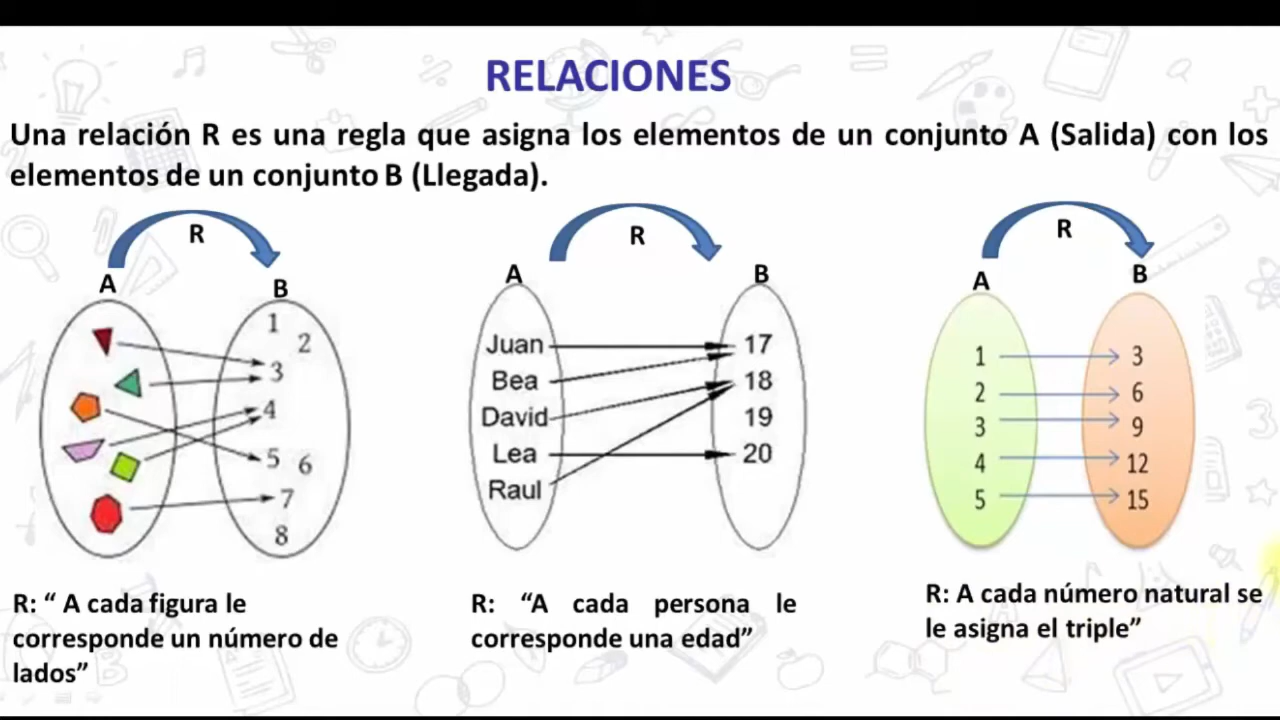 RELACIONES
Una relación R es una regla que asigna los elementos de un conjunto A (Salida) con los
elementos de un conjunto B (Llegada).
R
A
B
1
2
3
4
5 6
7
8
R: “ A cada figura le
corresponde un número de
lados”
R
A
B
Juan 17
Bea 18
David 19
Lea 20
Raul
R: “A cada persona le
corresponde una edad”
R
A
B
1 3
2 6
3 9
4 12
5 15
R: A cada número natural se
le asigna el triple”